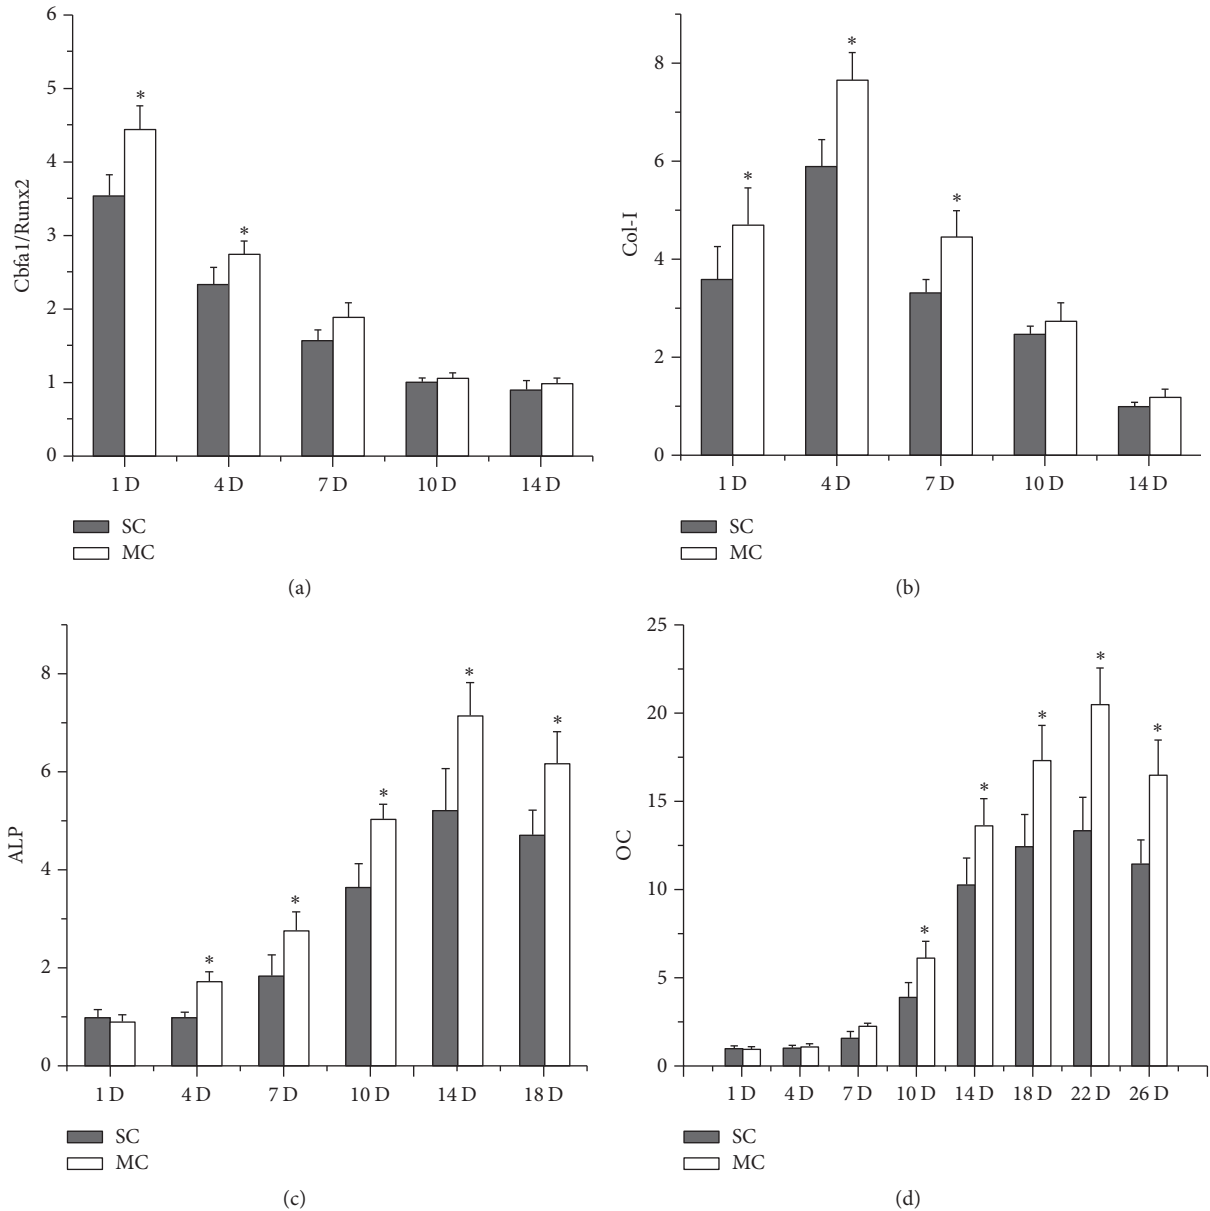 6
5
4
3
2
1
0
Cbfa1/Runx2
*
*
1 D 4 D 7 D 10 D 14 D
SC
MC
(a)
8
6
4
2
0
Col-I
*
*
*
1 D 4 D 7 D 10 D 14 D
SC
MC
(b)
8
6
4
2
0
ALP
*
*
*
*
*
1 D 4 D 7 D 10 D 14 D 18 D
SC
MC
(c)
25
20
15
10
5
0
OC
*
*
*
*
*
1 D 4 D 7 D 10 D 14 D 18 D 22 D 26 D
SC
MC
(d)